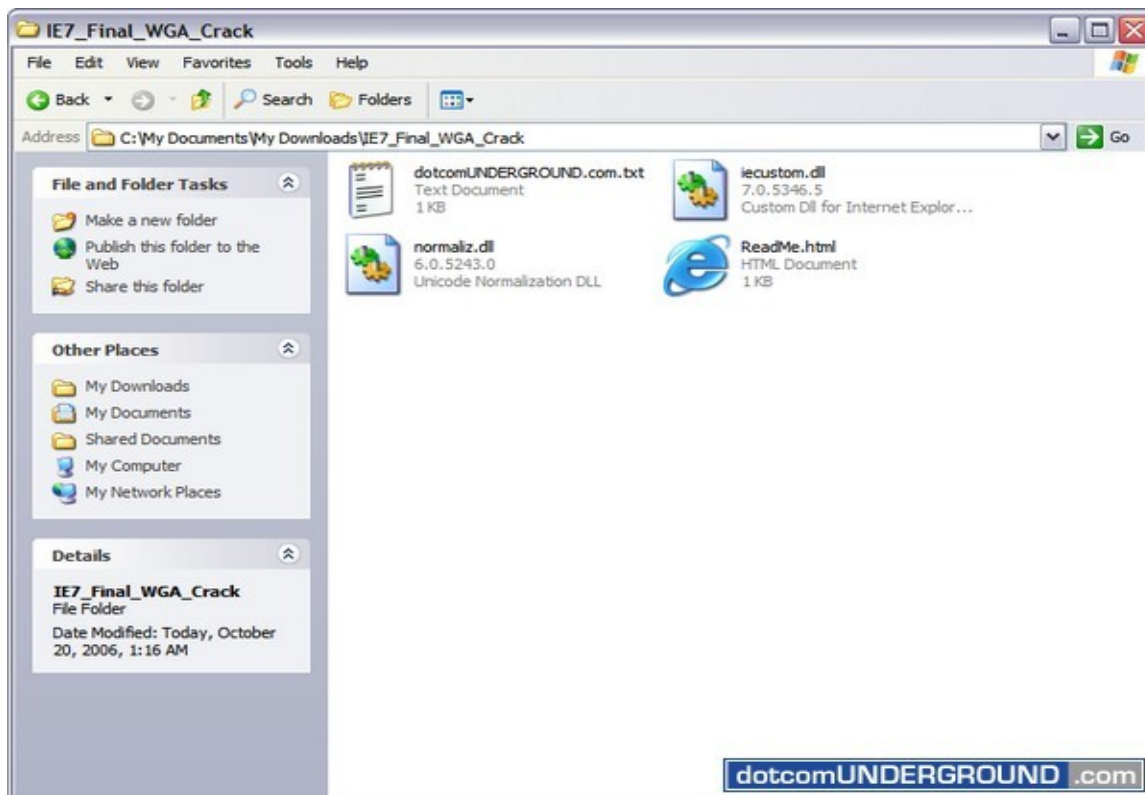 IE7_Final_WGA_Crack
File Edit View Favorites Tools Help
Back Search Folders
Address C:\My Documents\My Downloads\IE7_Final_WGA_Crack Go
File and Folder Tasks
Make a new folder
Publish this folder to the
Web
Share this folder
Other Places
My Downloads
My Documents
Shared Documents
My Computer
My Network Places
Details
IE7_Final_WGA_Crack
File Folder
Date Modified: Today, October
20, 2006, 1:16 AM
dotcomUNDERGROUND.com.txt
Text Document
1 KB
iecustom.dll
7.0.5346.5
Custom Dll for Internet Explor...
normaliz.dll
6.0.5243.0
Unicode Normalization DLL
ReadMe.html
HTML Document
1 KB
dotcomUNDERGROUND .com